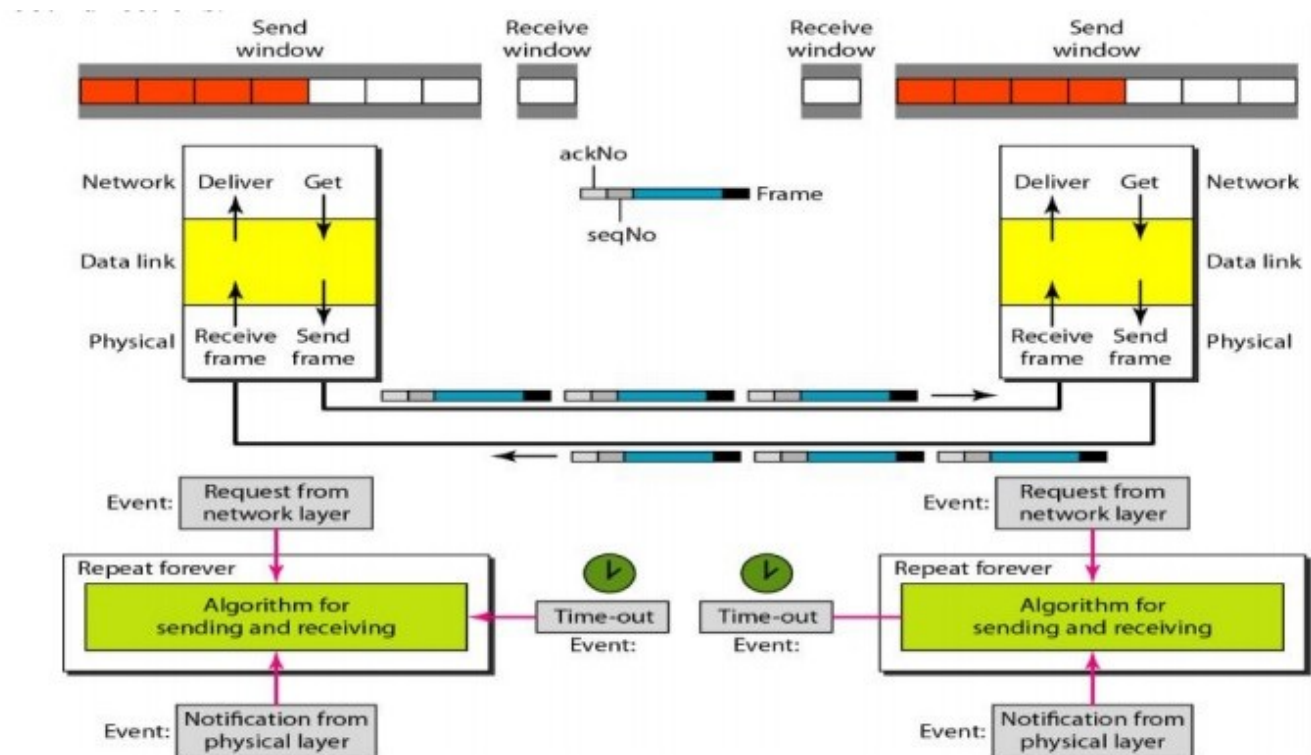 Send
window
Receive
window
Receive
window
Send
window
ackNo
Frame
seqNo
Network
Deliver
Get
Data link
Physical
Receive
frame
Send
frame
Deliver
Get
Network
Data link
Receive
frame
Send
frame
Physical
Event:
Request from
network layer
Repeat forever
Algorithm for
sending and receiving
Time-out
Event:
Event:
Notification from
physical layer
Event:
Request from
network layer
Time-out
Event:
Repeat forever
Algorithm for
sending and receiving
Event:
Notification from
physical layer